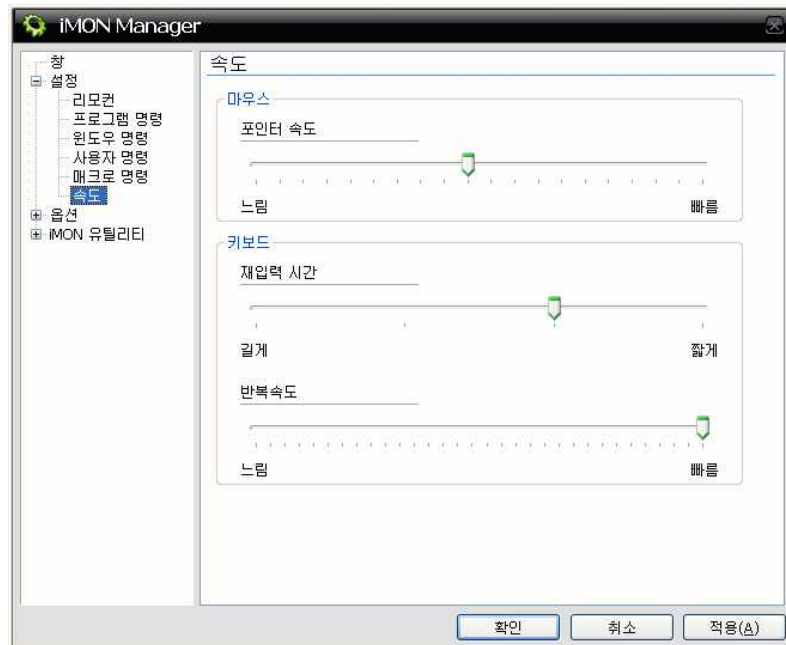 iMON Manager
창
설정
리모컨
프로그램 명령
윈도우 명령
사용자 명령
매크로 명령
속도
옵션
iMON 유틸리티
속도
마우스
포인터 속도
느림 빠름
키보드
재입력 시간
길게 짧게
반복속도
느림 빠름
확인 취소 적용(A)